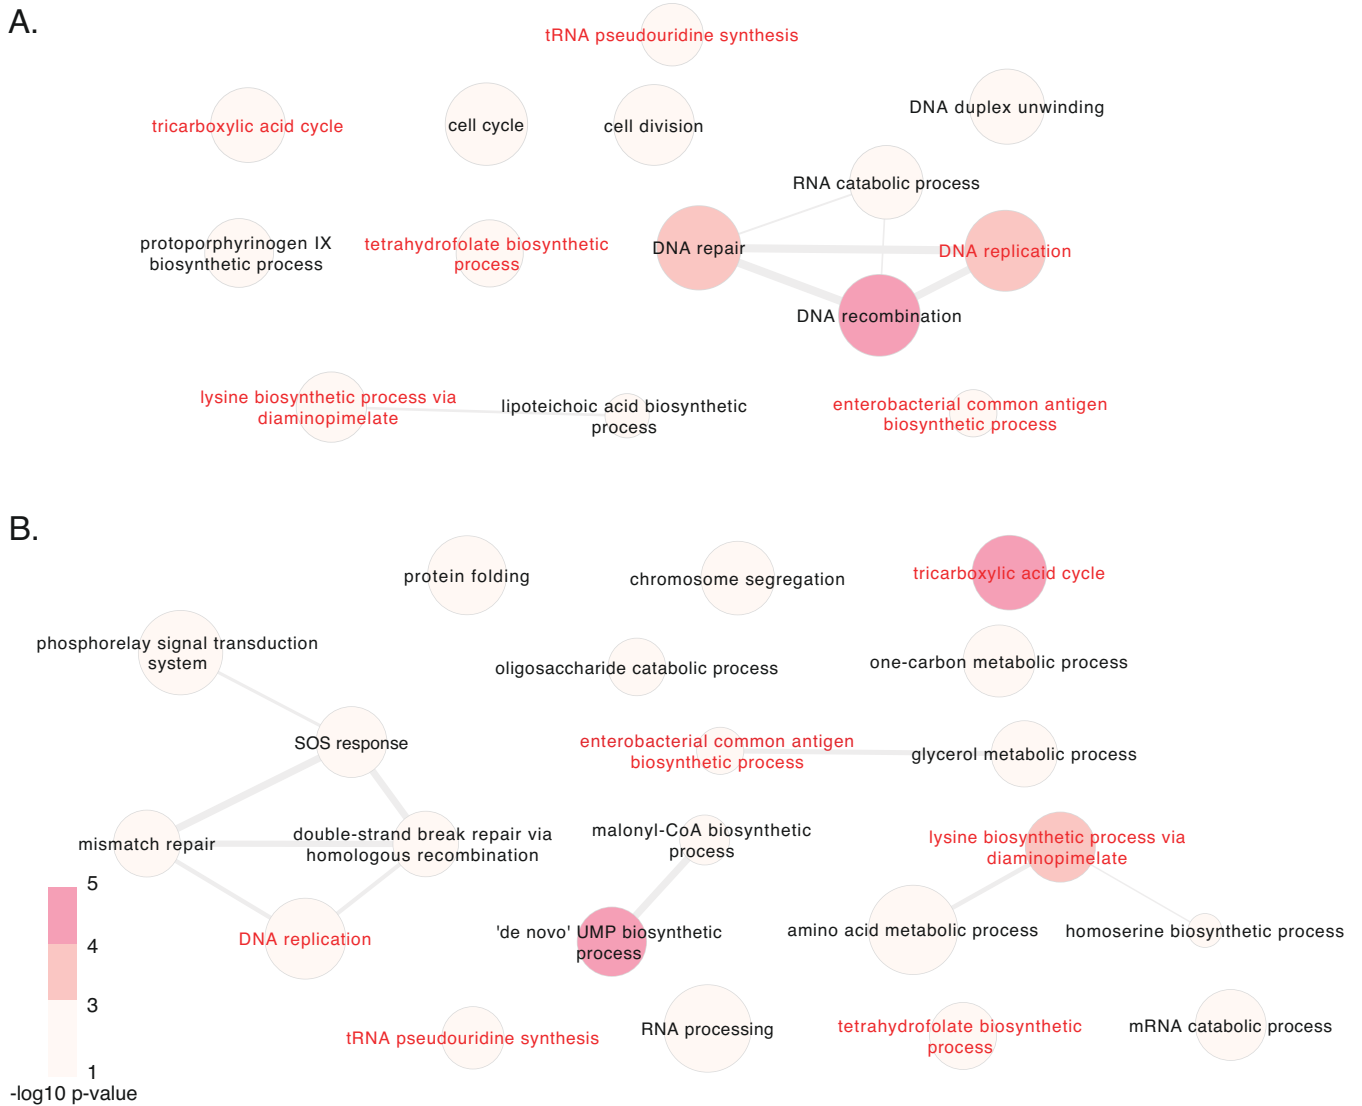 A.
tRNA pseudouridine synthesis
DNA duplex unwinding
tricarboxylic acid cycle
cell cycle
cell division
RNA catabolic process
protoporphyrinogen IX
biosynthetic process
tetrahydrofolate biosynthetic
process
DNA repair
DNA replication
DNA recombination
lysine biosynthetic process via
diaminopimelate
lipoteichoic acid biosynthetic
process
enterobacterial common antigen
biosynthetic process
B.
protein folding
chromosome segregation
tricarboxylic acid cycle
phosphorelay signal transduction
system
oligosaccharide catabolic process
one-carbon metabolic process
SOS response
enterobacterial common antigen
biosynthetic process
glycerol metabolic process
mismatch repair
double-strand break repair via
homologous recombination
malonyl-CoA biosynthetic
process
lysine biosynthetic process via
diaminopimelate
DNA replication
'de novo' UMP biosynthetic
process
amino acid metabolic process
homoserine biosynthetic process
tRNA pseudouridine synthesis
RNA processing
tetrahydrofolate biosynthetic
process
mRNA catabolic process
5
4
3
1
-log10 p-value